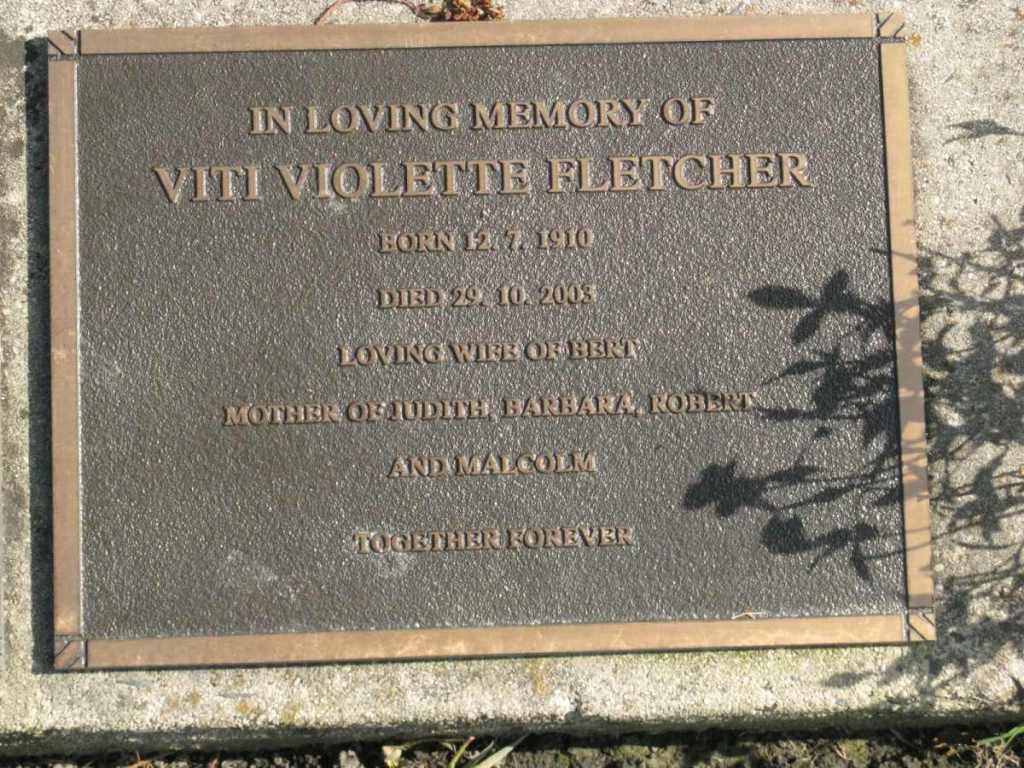 IN LOVING MEMORY OF
VITI VIOLETTE FLETCHER
BORN 12. 7. 1910
DIED 29. 10. 2003
LOVING WIFE OF BERT
MOTHER OF JUDITH, BARBARA, ROBERT
AND MALCOLM
TOGETHER FOREVER